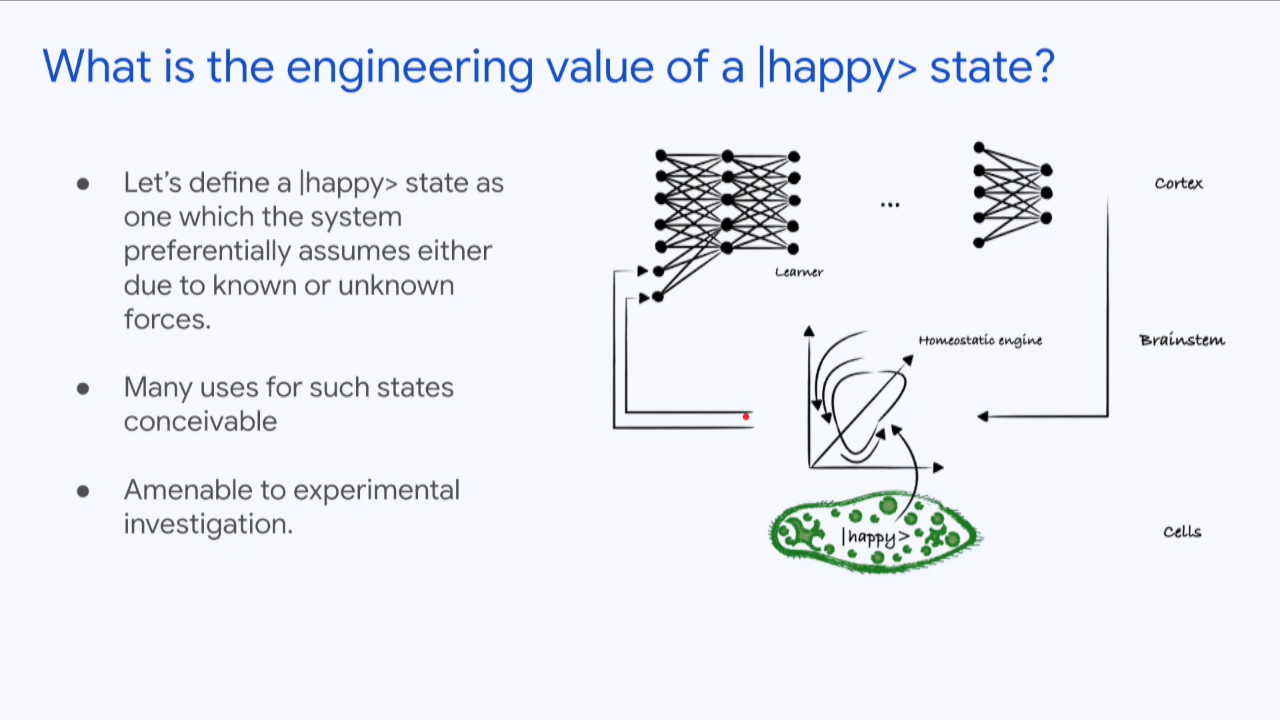 What is the engineering value of a |happy> state?
● Let's define a |happy> state as
one which the system
preferentially assumes either
due to known or unknown
forces.
● Many uses for such states
conceivable
● Amenable to experimental
investigation.
...
Cortex
Learner
Homeostatic engine
Brainstem
|happy>
Cells